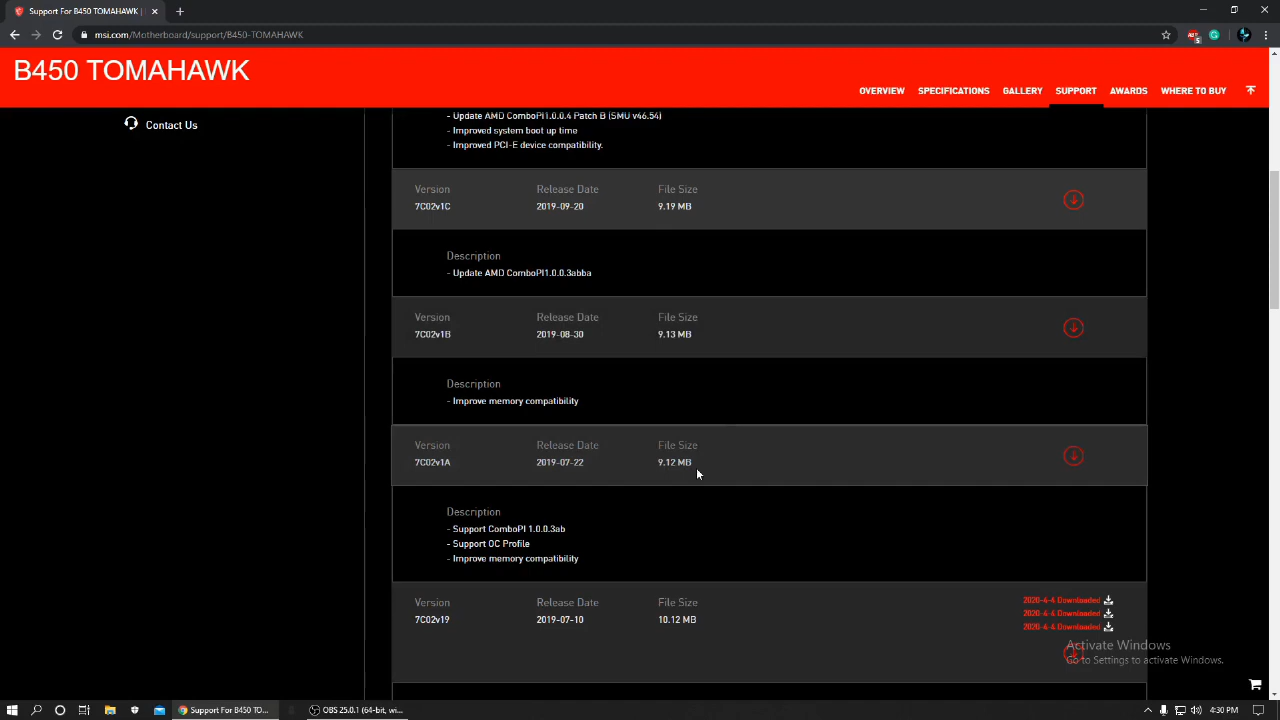 Support For B450 TOMAHAWK |
msi.com/Motherboard/support/B450-TOMAHAWK
B450 TOMAHAWK
OVERVIEW SPECIFICATIONS GALLERY SUPPORT AWARDS WHERE TO BUY
Contact Us
- Update AMD ComboPI1.0.0.4 Patch B (SMU v46.54)
- Improved system boot up time
- Improved PCI-E device compatibility.
Version Release Date File Size
7C02v1C 2019-09-20 9.19 MB
Description
- Update AMD ComboPI1.0.0.3abba
Version Release Date File Size
7C02v1B 2019-08-30 9.13 MB
Description
- Improve memory compatibility
Version Release Date File Size
7C02v1A 2019-07-22 9.12 MB
Description
- Support ComboPI 1.0.0.3ab
- Support OC Profile
- Improve memory compatibility
Version Release Date File Size
7C02v19 2019-07-10 10.12 MB
2020-4-4 Downloaded
2020-4-4 Downloaded
2020-4-4 Downloaded
Activate Windows
Go to Settings to activate Windows.
Support For B450 TO...
OBS 25.0.1 (64-bit, wi...
4:30 PM